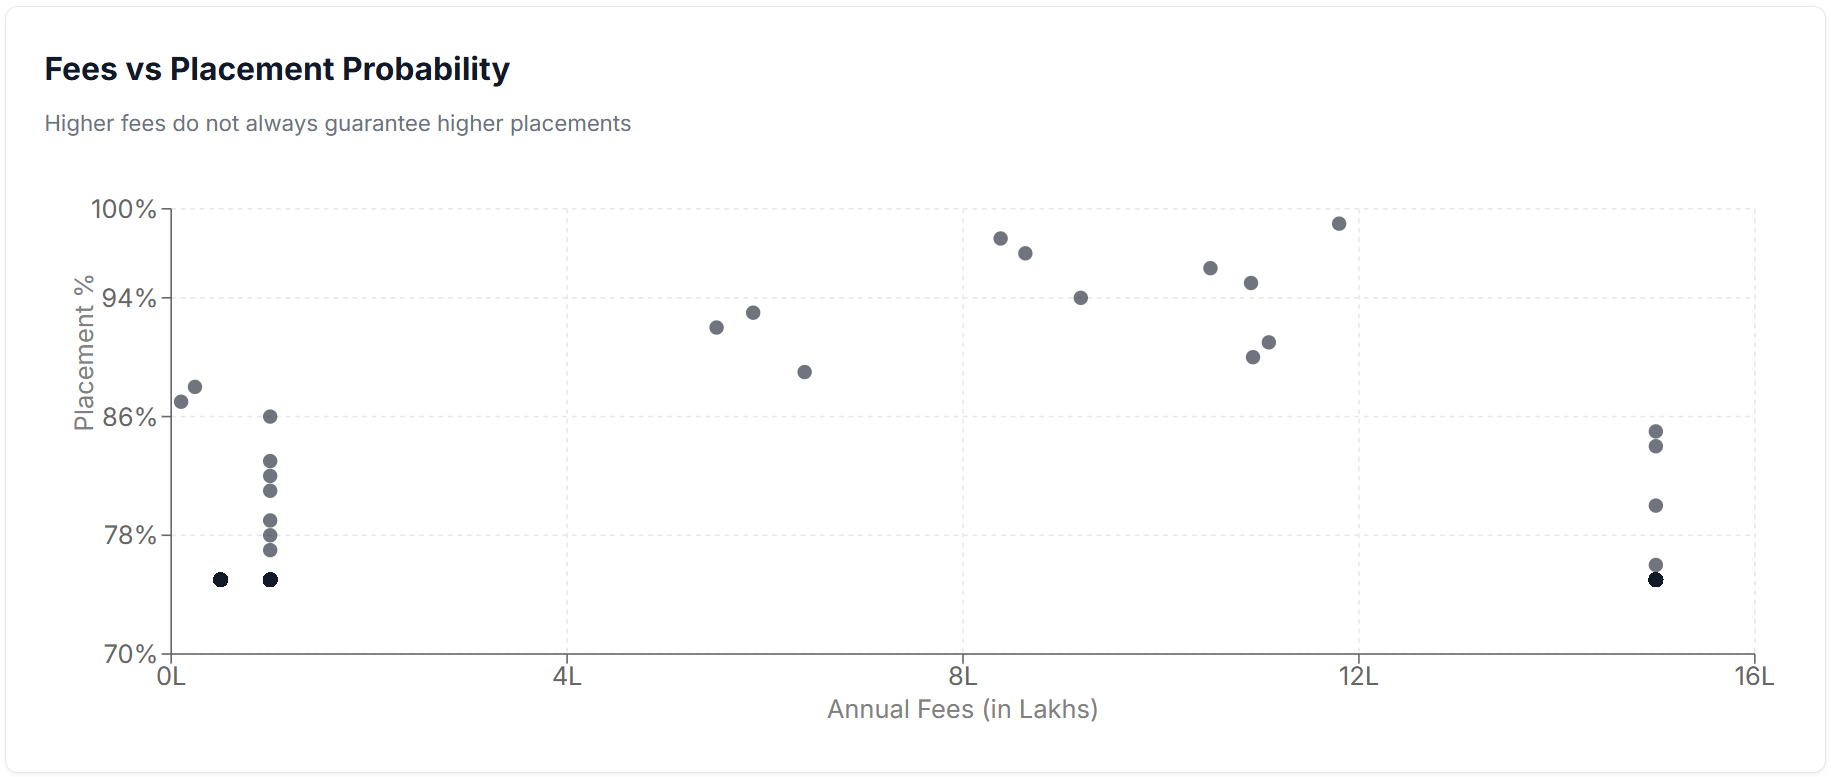 Fees vs Placement Probability
Higher fees do not always guarantee higher placements
100%
94%
86%
78%
70%
Placement %
0L
4L
8L
12L
16L
Annual Fees (in Lakhs)